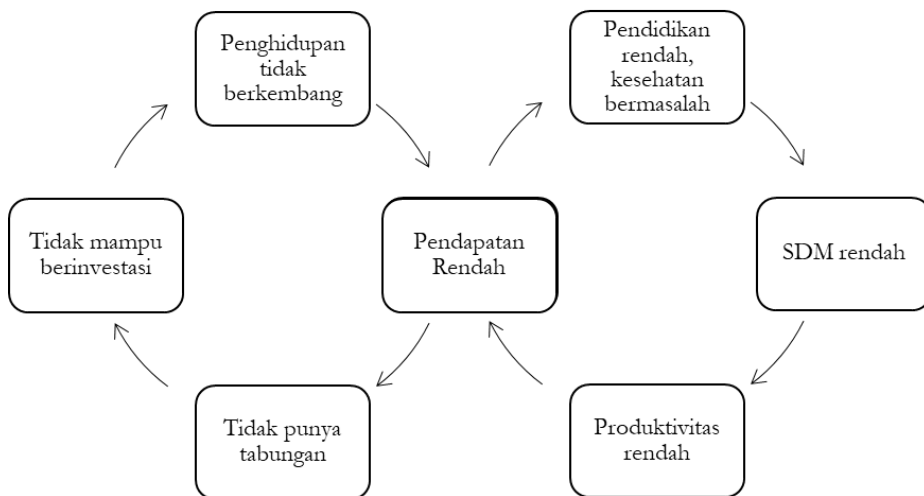 Penghidupan
tidak
berkembang
Pendidikan
rendah,
kesehatan
bermasalah
Tidak mampu
berinvestasi
Pendapatan
Rendah
SDM rendah
Tidak punya
tabungan
Produktivitas
rendah